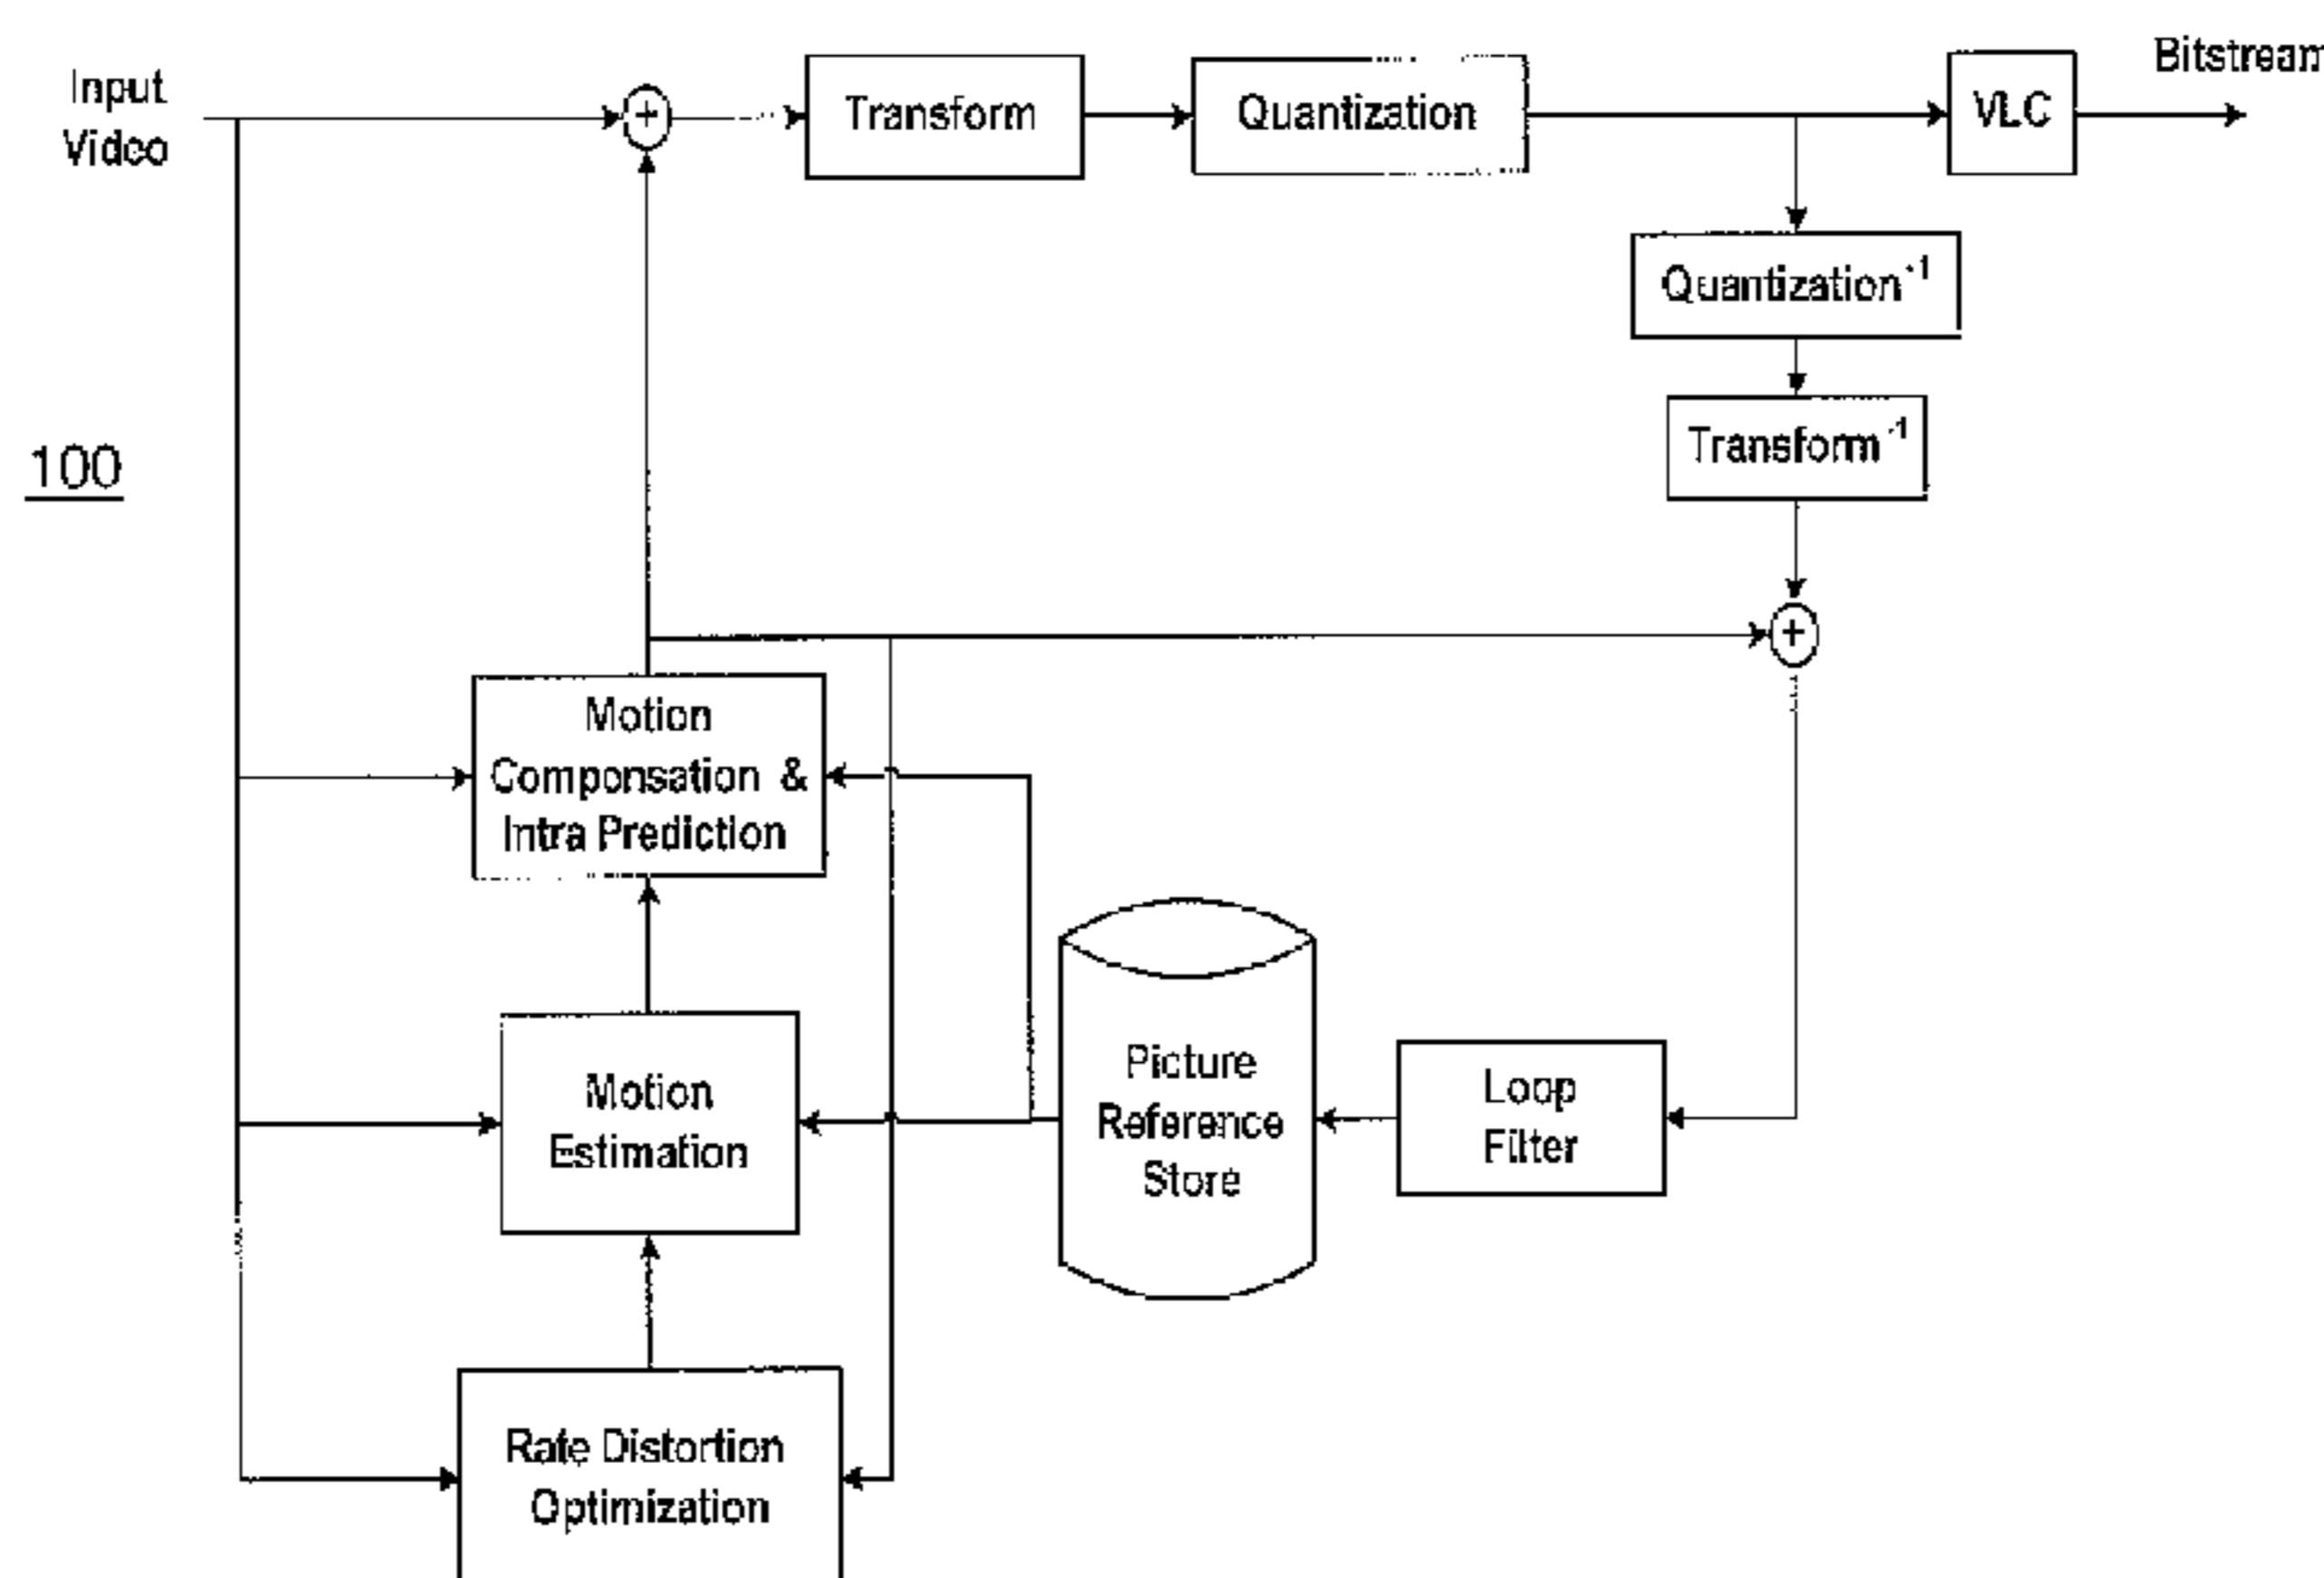 Input
Video
+
Transform
Quantization
VLC
Bitstream
Quantization-1
Transform-1
100
+
Motion
Compensation &
Intra Prediction
Motion
Estimation
Picture
Reference
Store
Loop
Filter
Rate Distortion
Optimization